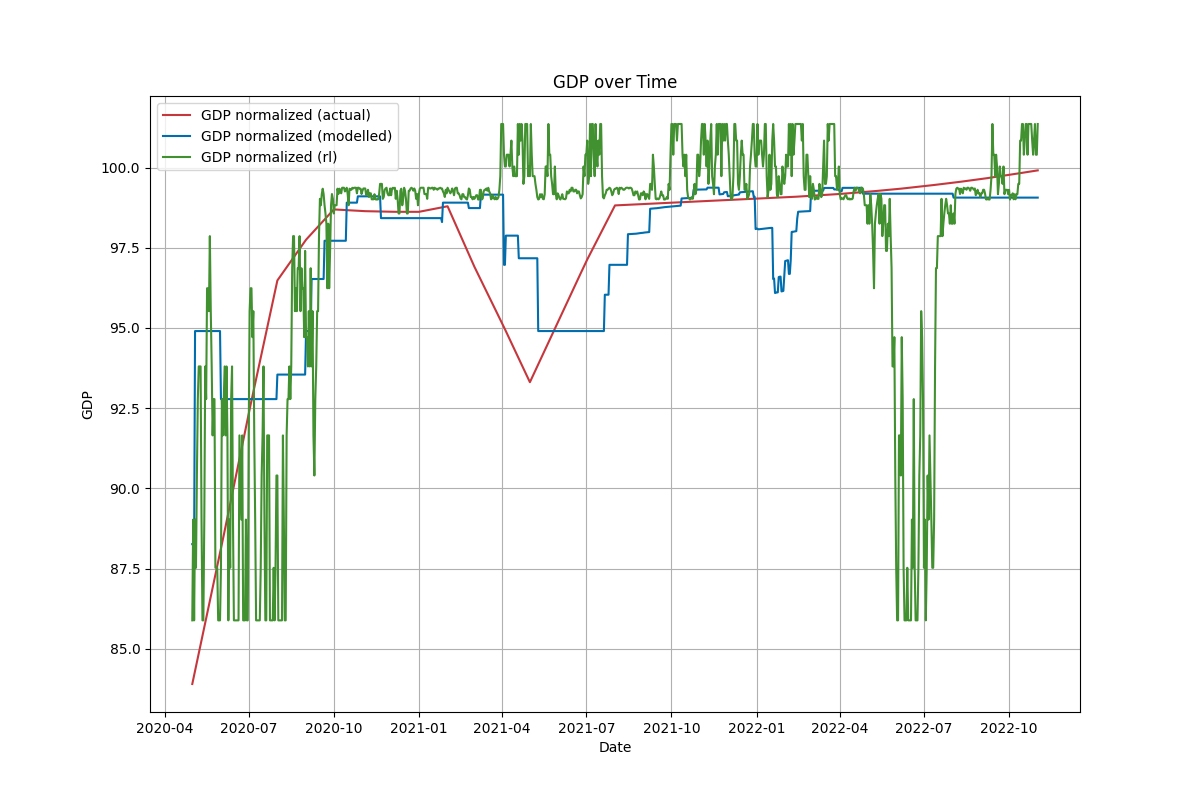 GDP over Time
GDP normalized (actual)
GDP normalized (modelled)
GDP normalized (rl)
100.0
97.5
95.0
92.5
90.0
87.5
85.0
GDP
2020-04 2020-07 2020-10 2021-01 2021-04 2021-07 2021-10 2022-01 2022-04 2022-07 2022-10
Date